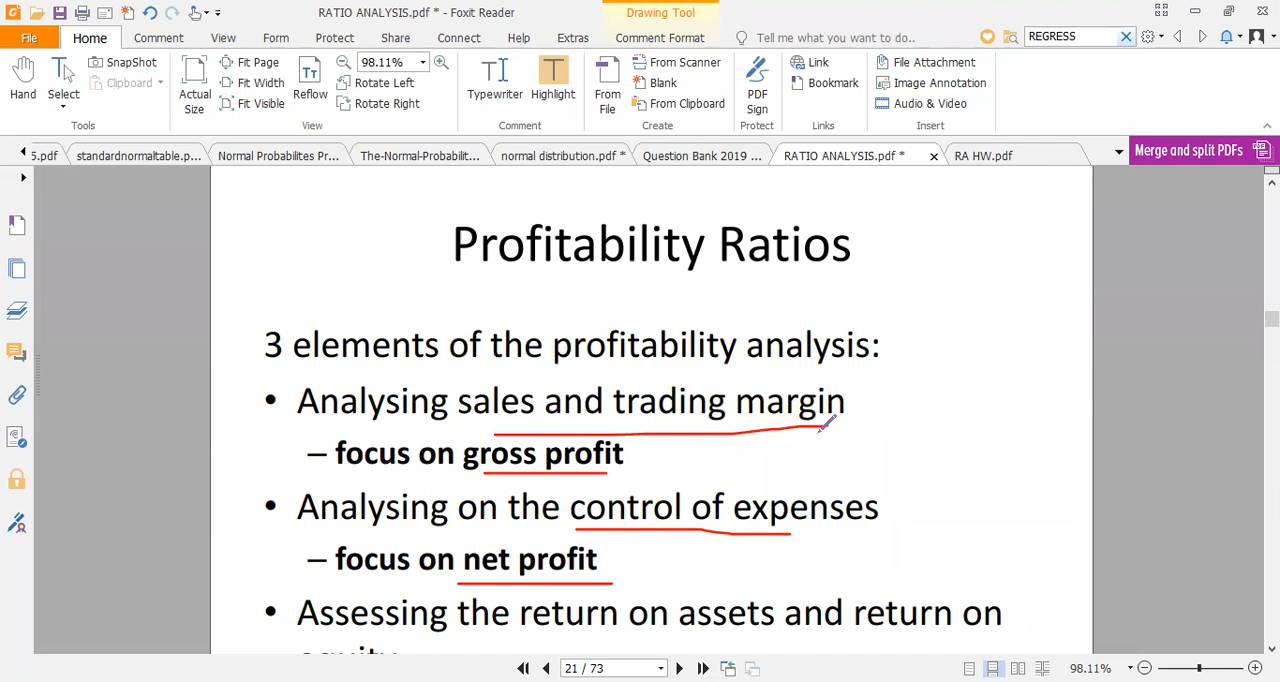 RATIO ANALYSIS.pdf * - Foxit Reader
Drawing Tool
File Home Comment View Form Protect Share Connect Help Extras Comment Format Tell me what you want to do.. REGRESS
Hand Select SnapShot Clipboard
Actual Size Fit Page Fit Width Fit Visible Reflow 98.11% Rotate Left Rotate Right
Typewriter Highlight
From File From Scanner Blank From Clipboard
PDF Sign
Link Bookmark
File Attachment Image Annotation Audio & Video
Tools View Comment Create Protect Links Insert
5.pdf standardnormaltable.p... Normal Probabilites Pr... The-Normal-Probabilit... normal distribution.pdf * Question Bank 2019 ... RATIO ANALYSIS.pdf * RA HW.pdf Merge and split PDFs
Profitability Ratios
3 elements of the profitability analysis:
• Analysing sales and trading margin
– focus on gross profit
• Analysing on the control of expenses
– focus on net profit
• Assessing the return on assets and return on
21 / 73 98.11%